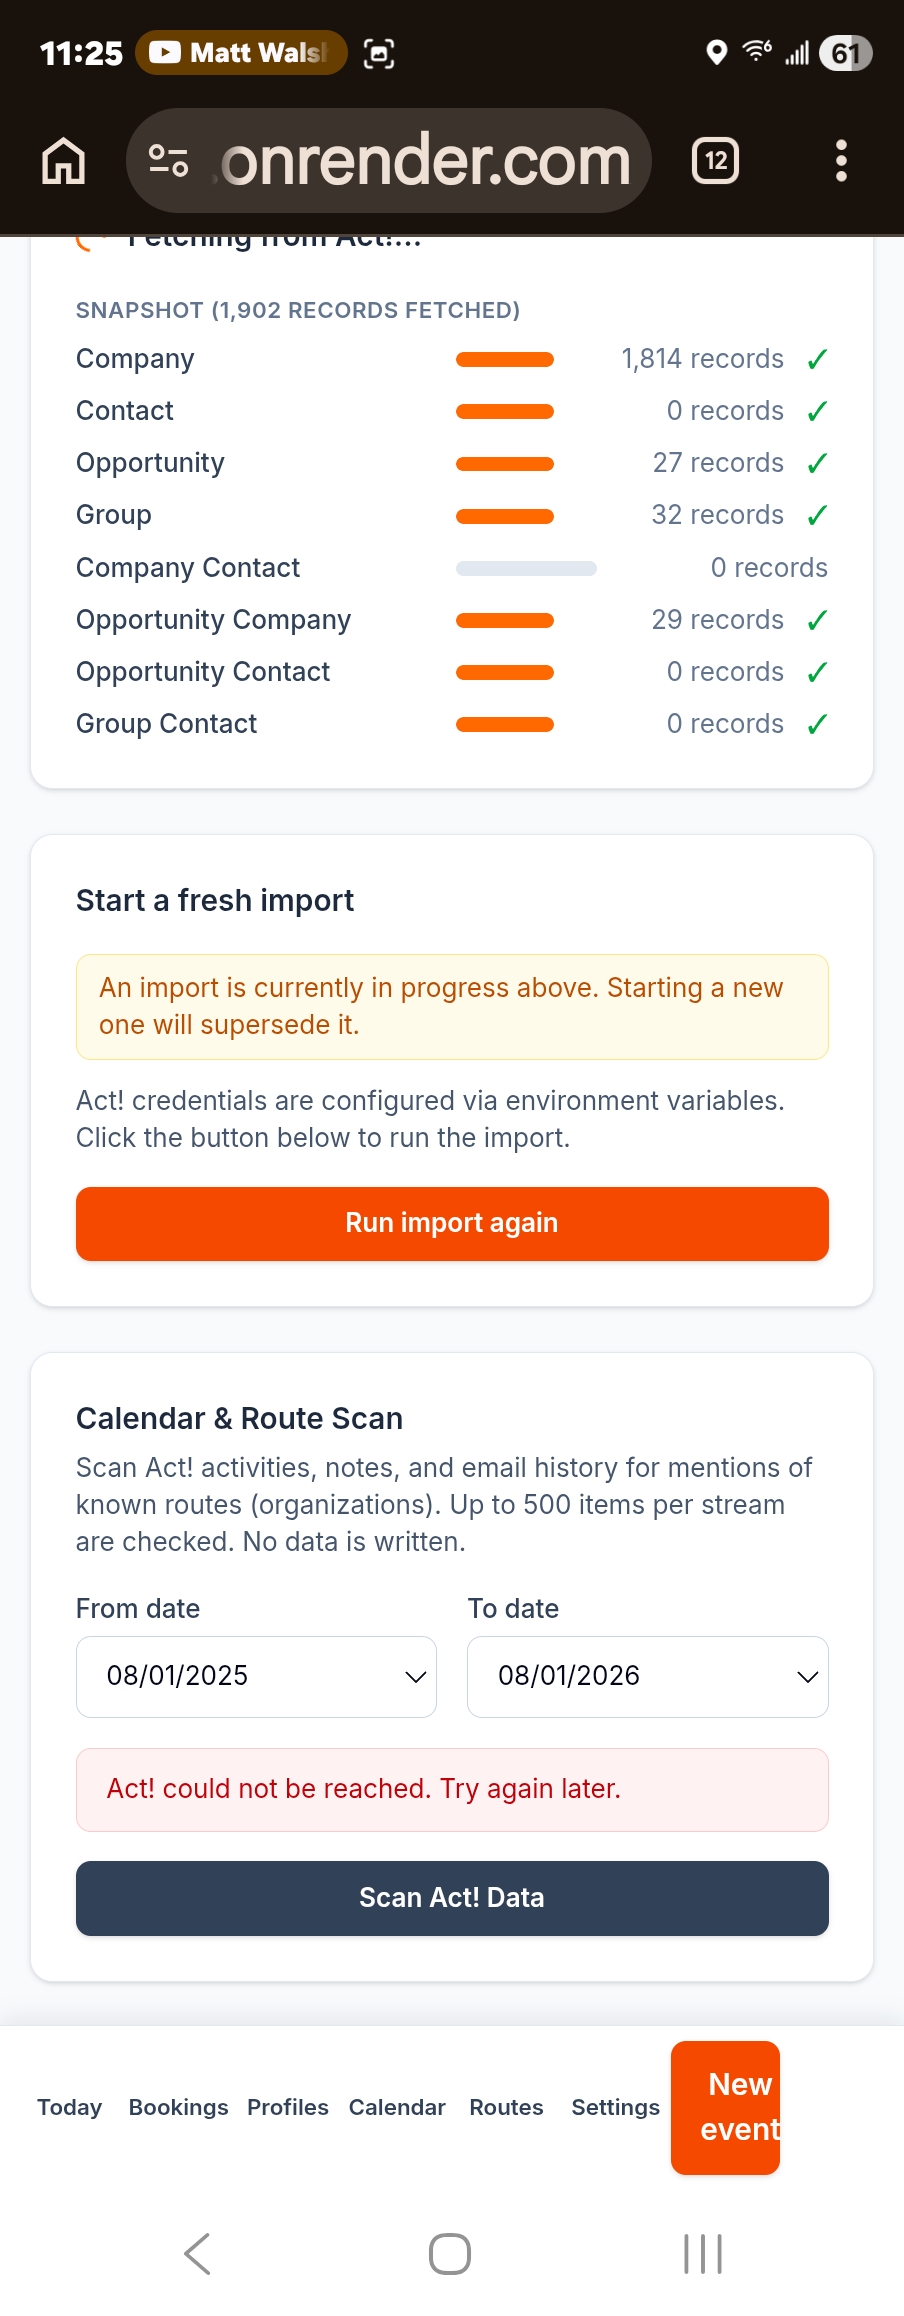 11:25
Matt Wals
61
.onrender.com
12
Fetching from Act!...
SNAPSHOT (1,902 RECORDS FETCHED)
Company 1,814 records ✓
Contact 0 records ✓
Opportunity 27 records ✓
Group 32 records ✓
Company Contact 0 records
Opportunity Company 29 records ✓
Opportunity Contact 0 records ✓
Group Contact 0 records ✓
Start a fresh import
An import is currently in progress above. Starting a new
one will supersede it.
Act! credentials are configured via environment variables.
Click the button below to run the import.
Run import again
Calendar & Route Scan
Scan Act! activities, notes, and email history for mentions of
known routes (organizations). Up to 500 items per stream
are checked. No data is written.
From date To date
08/01/2025 08/01/2026
Act! could not be reached. Try again later.
Scan Act! Data
Today Bookings Profiles Calendar Routes Settings New
event